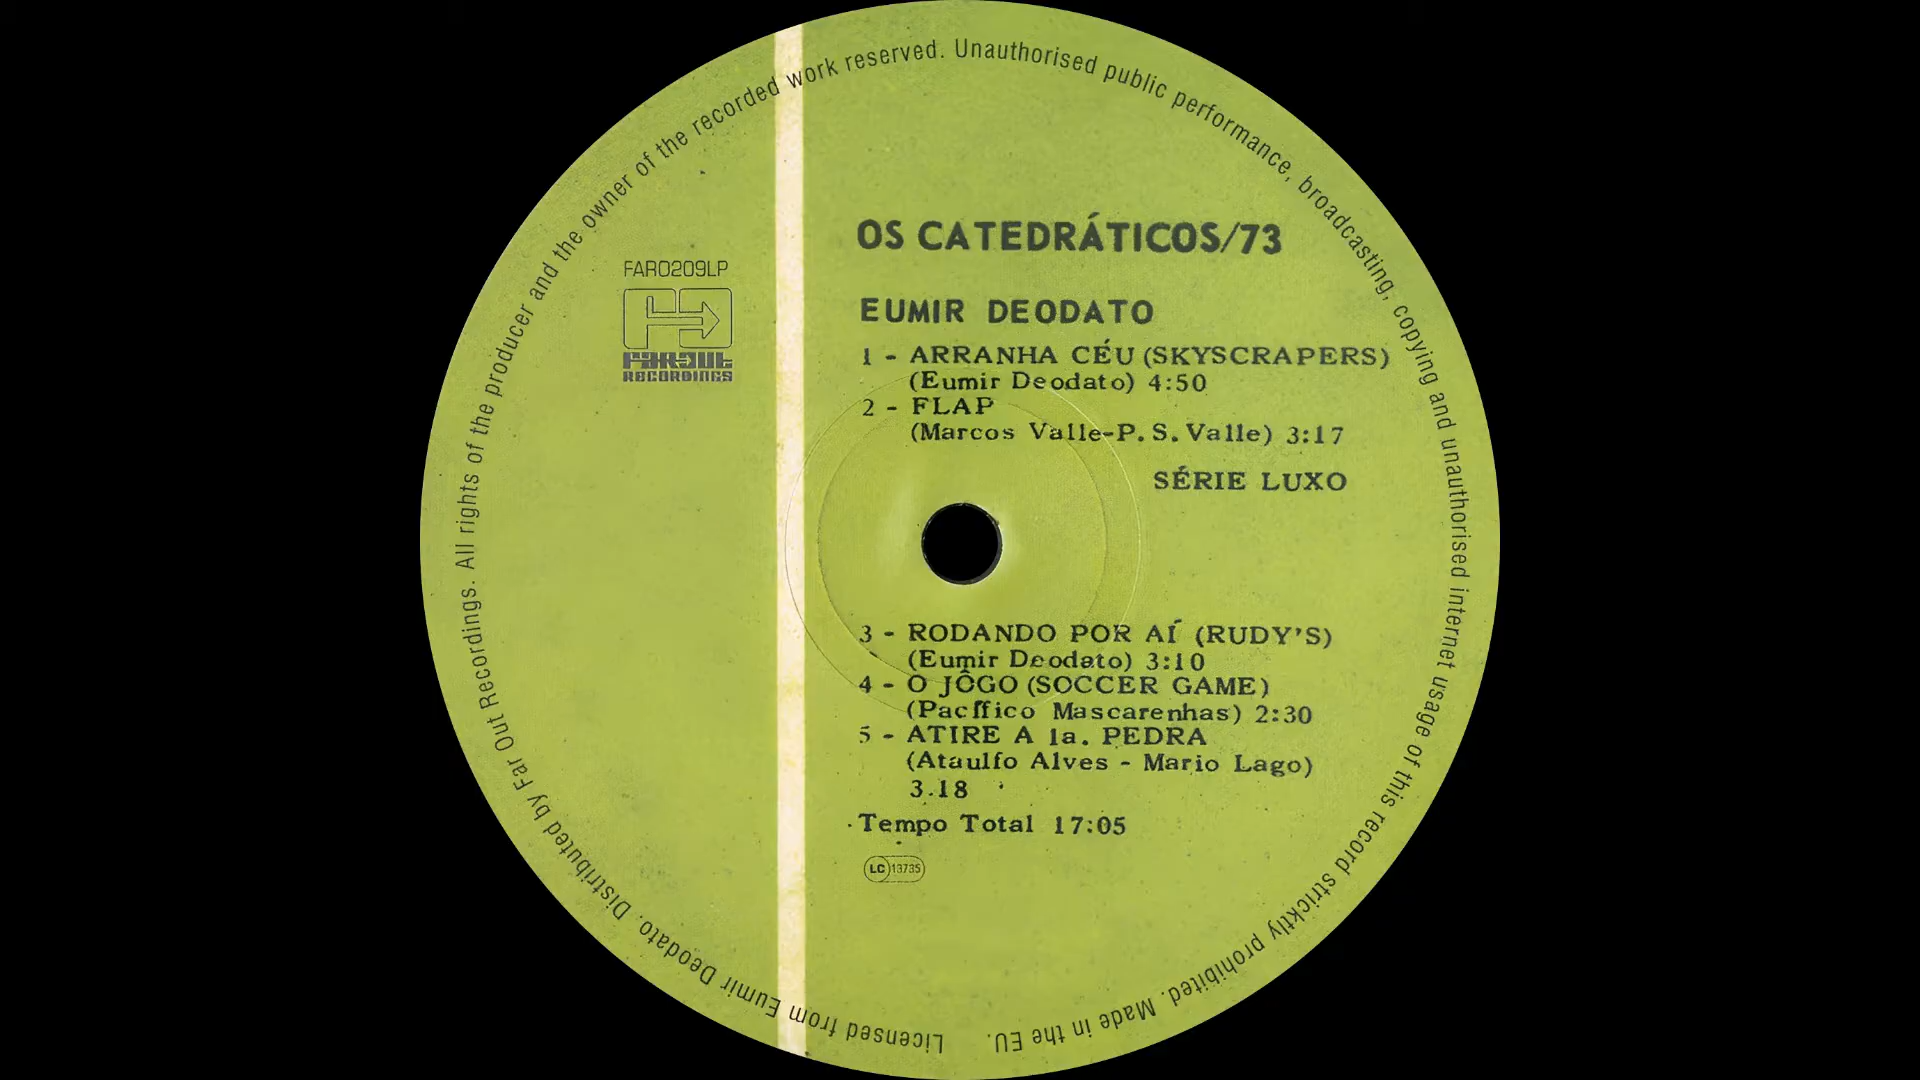 Licensed from Eumir Deodato. Distributed by Far Out Recordings. All rights of the producer and the owner of the recorded work reserved. Unauthorised public performance, broadcasting, copying and unauthorised internet usage of this record stricktly prohibited. Made in the EU.
FARO209LP
FAR OUT
RECORDINGS
OS CATEDRÁTICOS/73
EUMIR DEODATO
1 - ARRANHA CÉU (SKYSCRAPERS)
(Eumir Deodato) 4:50
2 - FLAP
(Marcos Valle-P. S. Valle) 3:17
SÉRIE LUXO
3 - RODANDO POR AÍ (RUDY'S)
(Eumir Deodato) 3:10
4 - O JÔGO (SOCCER GAME)
(Pacífico Mascarenhas) 2:30
5 - ATIRE A 1a. PEDRA
(Ataulfo Alves - Mario Lago)
3.18
Tempo Total 17:05
LC 13735